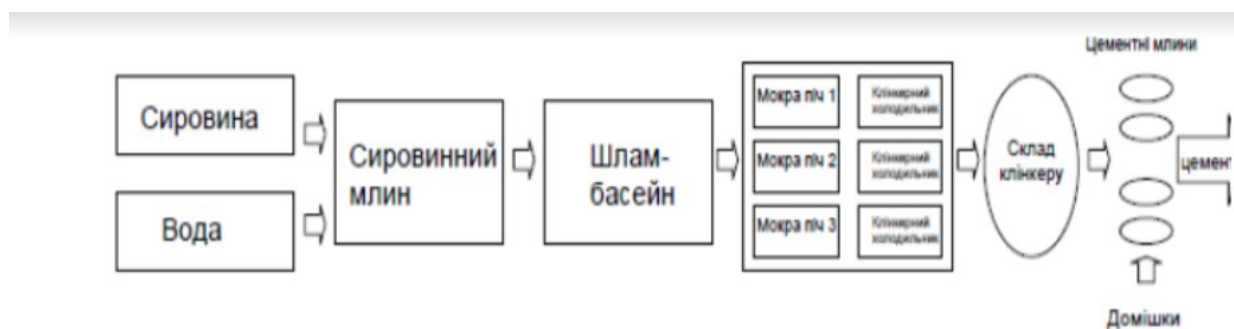 Цементні млини
Сировина
Вода
Сировинний
млин
Шлам-
басейн
Мокра піч 1
Клінкерний
холодильник
Мокра піч 2
Клінкерний
холодильник
Мокра піч 3
Клінкерний
холодильник
Склад
клінкеру
цемент
Домішки